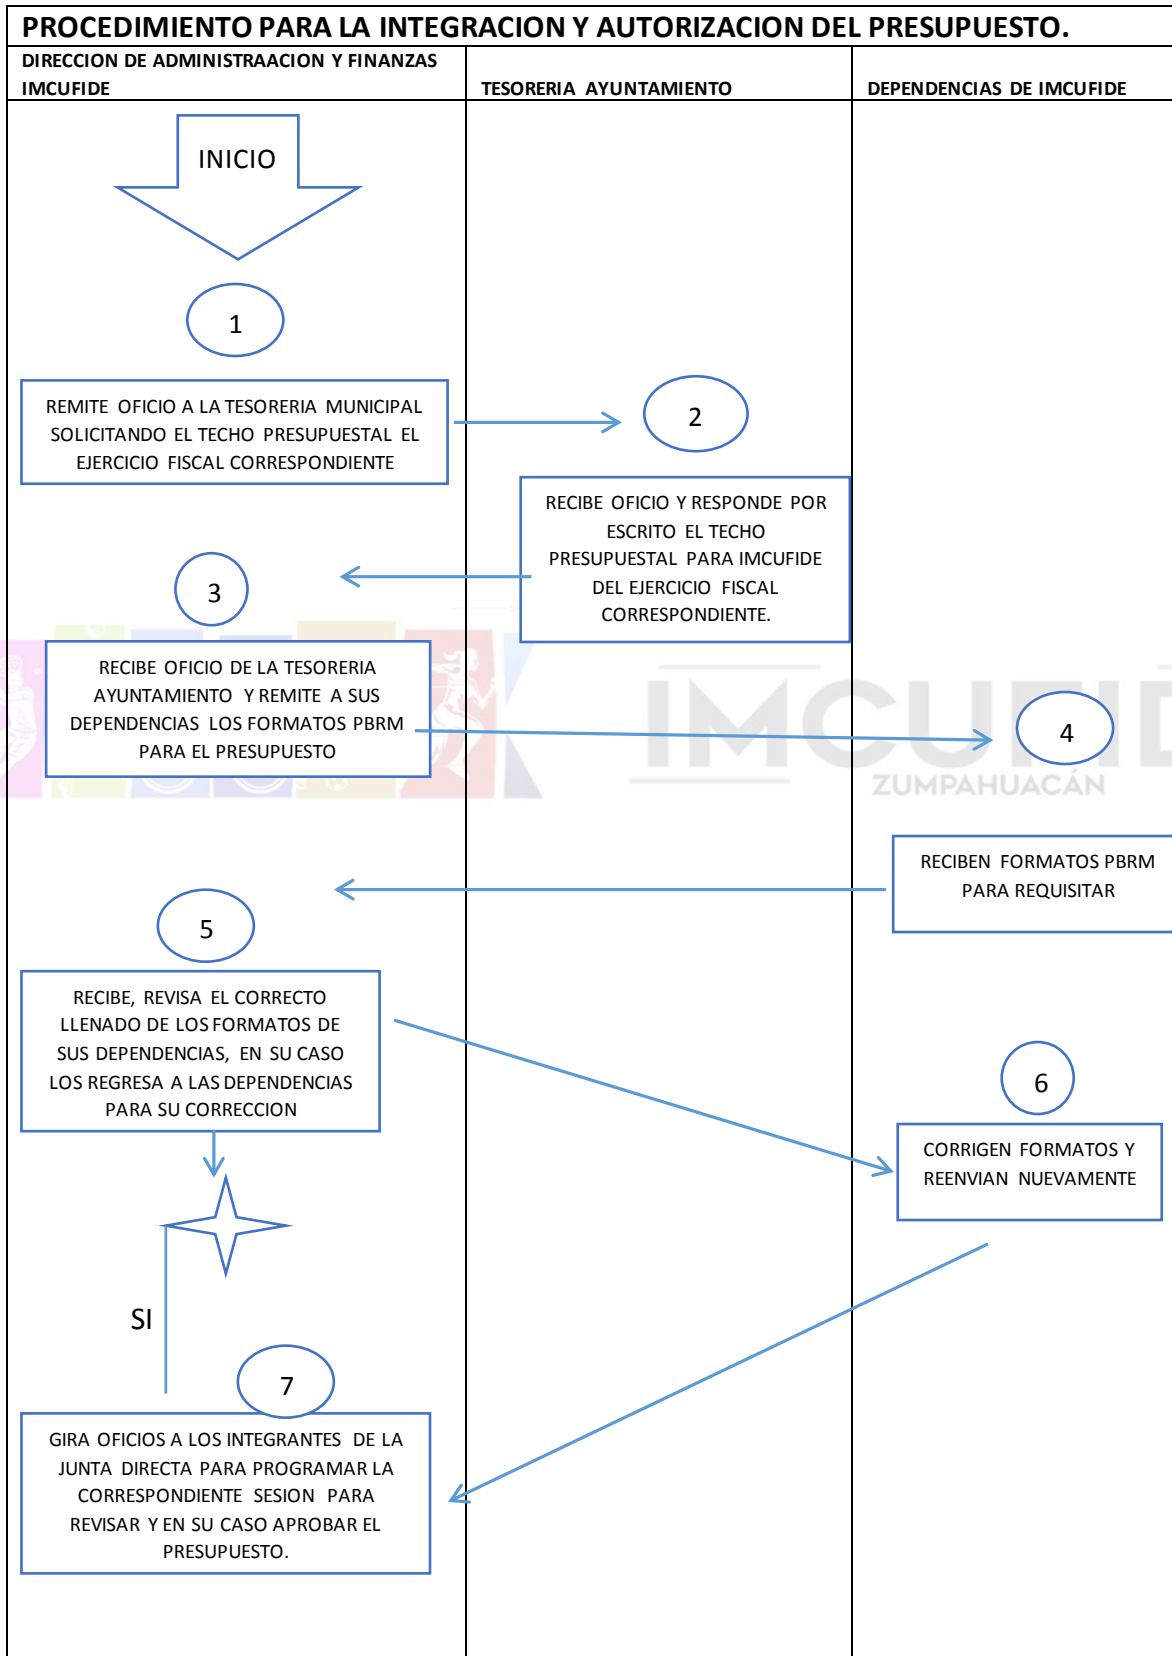 PROCEDIMIENTO PARA LA INTEGRACION Y AUTORIZACION DEL PRESUPUESTO.
DIRECCION DE ADMINISTRAACION Y FINANZAS
IMCUFIDE
TESORERIA AYUNTAMIENTO
DEPENDENCIAS DE IMCUFIDE
INICIO
1
REMITE OFICIO A LA TESORERIA MUNICIPAL
SOLICITANDO EL TECHO PRESUPUESTAL EL
EJERCICIO FISCAL CORRESPONDIENTE
2
RECIBE OFICIO Y RESPONDE POR
ESCRITO EL TECHO
PRESUPUESTAL PARA IMCUFIDE
DEL EJERCICIO FISCAL
CORRESPONDIENTE.
3
RECIBE OFICIO DE LA TESORERIA
AYUNTAMIENTO Y REMITE A SUS
DEPENDENCIAS LOS FORMATOS PBRM
PARA EL PRESUPUESTO
IMCUFID
ZUMPAHUACÁN
4
RECIBEN FORMATOS PBRM
PARA REQUISITAR
5
RECIBE, REVISA EL CORRECTO
LLENADO DE LOS FORMATOS DE
SUS DEPENDENCIAS, EN SU CASO
LOS REGRESA A LAS DEPENDENCIAS
PARA SU CORRECCION
6
CORRIGEN FORMATOS Y
REENVIAN NUEVAMENTE
SI
7
GIRA OFICIOS A LOS INTEGRANTES DE LA
JUNTA DIRECTA PARA PROGRAMAR LA
CORRESPONDIENTE SESION PARA
REVISAR Y EN SU CASO APROBAR EL
PRESUPUESTO.